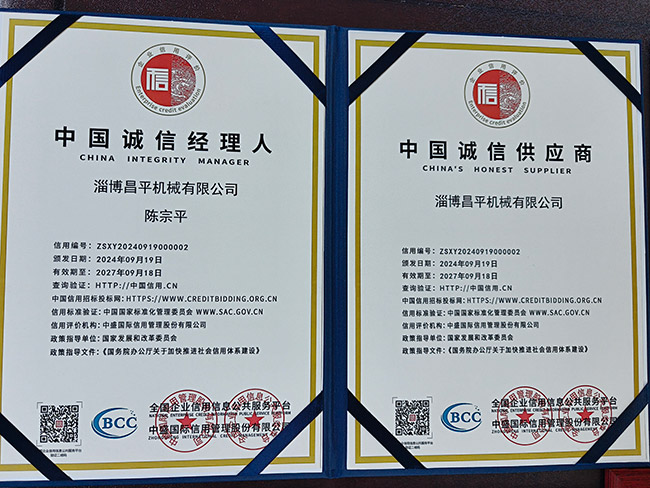 企业信用评价
信
Enterprise credit evaluation
中国诚信经理人
CHINA INTEGRITY MANAGER
淄博昌平机械有限公司
陈宗平
信用编号：ZSXY20240919000002
颁发日期：2024年09月19日
有效期至：2027年09月18日
查询验证：HTTP://中国信用.CN
中国信用招标投标网：HTTPS://WWW.CREDITBIDDING.ORG.CN
信用标准验证：中国国家标准化管理委员会 WWW.SAC.GOV.CN
信用评价机构：中盛国际信用管理股份有限公司
政策指导单位：国家发展和改革委员会
政策指导文件：《国务院办公厅关于加快推进社会信用体系建设》
BCC
全国企业信用信息公共服务平台
中盛国际信用管理股份有限公司
企业信用评价
信
Enterprise credit evaluation
中国诚信供应商
CHINA'S HONEST SUPPLIER
淄博昌平机械有限公司
信用编号：ZSXY20240919000002
颁发日期：2024年09月19日
有效期至：2027年09月18日
查询验证：HTTP://中国信用.CN
中国信用招标投标网：HTTPS://WWW.CREDITBIDDING.ORG.CN
信用标准验证：中国国家标准化管理委员会 WWW.SAC.GOV.CN
信用评价机构：中盛国际信用管理股份有限公司
政策指导单位：国家发展和改革委员会
政策指导文件：《国务院办公厅关于加快推进社会信用体系建设》
BCC
全国企业信用信息公共服务平台
中盛国际信用管理股份有限公司